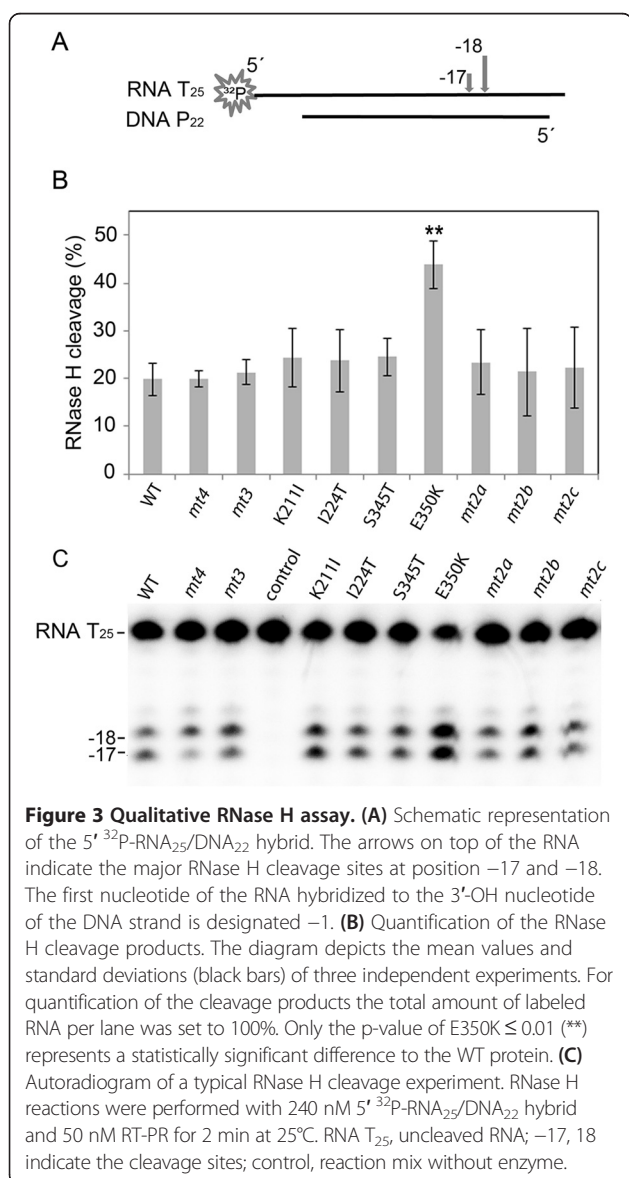 A
5´
-18
-17
RNA T25
32P
DNA P22
5´
B
RNase H cleavage (%)
50
40
30
20
10
0
**
WT
mt4
mt3
K211I
I224T
S345T
E350K
mt2a
mt2b
mt2c
C
WT
mt4
mt3
control
K211I
I224T
S345T
E350K
mt2a
mt2b
mt2c
RNA T25-
-18-
-17-
Figure 3 Qualitative RNase H assay. (A) Schematic representation
of the 5′ 32P-RNA25/DNA22 hybrid. The arrows on top of the RNA
indicate the major RNase H cleavage sites at position −17 and −18.
The first nucleotide of the RNA hybridized to the 3′-OH nucleotide
of the DNA strand is designated −1. (B) Quantification of the RNase
H cleavage products. The diagram depicts the mean values and
standard deviations (black bars) of three independent experiments. For
quantification of the cleavage products the total amount of labeled
RNA per lane was set to 100%. Only the p-value of E350K ≤ 0.01 (**)
represents a statistically significant difference to the WT protein. (C)
Autoradiogram of a typical RNase H cleavage experiment. RNase H
reactions were performed with 240 nM 5′ 32P-RNA25/DNA22 hybrid
and 50 nM RT-PR for 2 min at 25°C. RNA T25, uncleaved RNA; −17, 18
indicate the cleavage sites; control, reaction mix without enzyme.